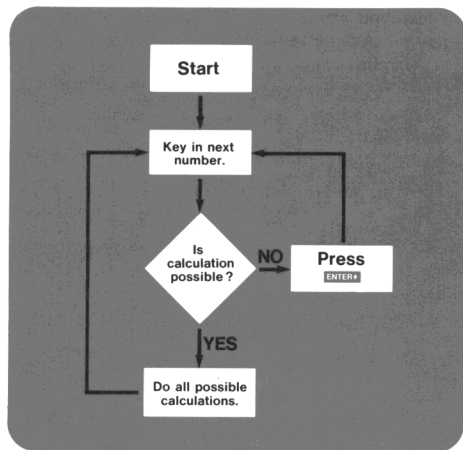 Start
Key in next
number.
Is
calculation
possible?
NO
Press
ENTER↑
YES
Do all possible
calculations.